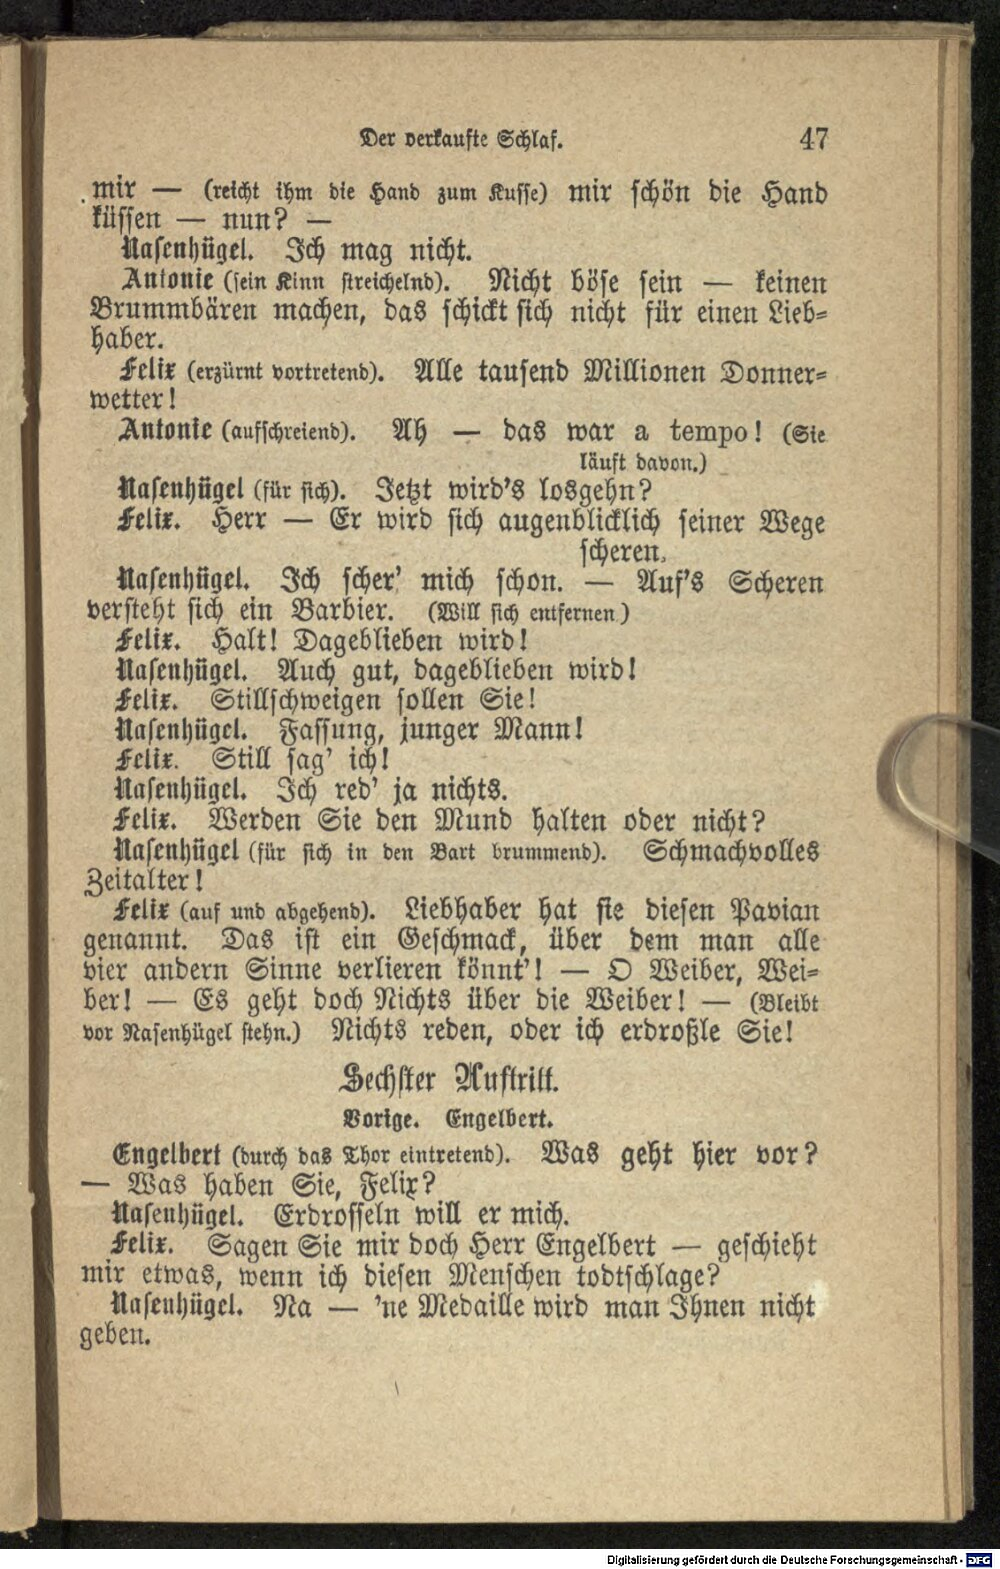 Der verkaufte Schlaf. 47
mir — (reicht ihm die Hand zum Kusse) mir schön die Hand
küssen — nun? —
Nasenhügel. Ich mag nicht.
Antonie (sein Kinn streichelnd). Nicht böse sein — keinen
Brummbären machen, das schickt sich nicht für einen Lieb-
haber.
Felix (erzürnt vortretend). Alle tausend Millionen Donner-
wetter!
Antonie (aufschreiend). Ah — das war a tempo! (Sie
läuft davon.)
Nasenhügel (für sich). Jetzt wird's losgehn?
Felix. Herr — Er wird sich augenblicklich seiner Wege
scheren.
Nasenhügel. Ich scher' mich schon. — Auf's Scheren
versteht sich ein Barbier. (Will sich entfernen)
Felix. Halt! Dageblieben wird!
Nasenhügel. Auch gut, dageblieben wird!
Felix. Stillschweigen sollen Sie!
Nasenhügel. Fassung, junger Mann!
Felix. Still sag' ich!
Nasenhügel. Ich red' ja nichts.
Felix. Werden Sie den Mund halten oder nicht?
Nasenhügel (für sich in den Bart brummend). Schmachvolles
Zeitalter!
Felix (auf und abgehend). Liebhaber hat sie diesen Pavian
genannt. Das ist ein Geschmack, über dem man alle
vier andern Sinne verlieren könnt'! — O Weiber, Wei-
ber! — Es geht doch Nichts über die Weiber! — (Bleibt
vor Nasenhügel stehn.) Nichts reden, oder ich erdroßle Sie!
Sechster Auftritt.
Vorige. Engelbert.
Engelbert (durch das Thor eintretend). Was geht hier vor?
— Was haben Sie, Felix?
Nasenhügel. Erdrosseln will er mich.
Felix. Sagen Sie mir doch Herr Engelbert — geschieht
mir etwas, wenn ich diesen Menschen todtschlage?
Nasenhügel. Na — 'ne Medaille wird man Ihnen nicht
geben.
Digitalisierung gefördert durch die Deutsche Forschungsgemeinschaft - DFG